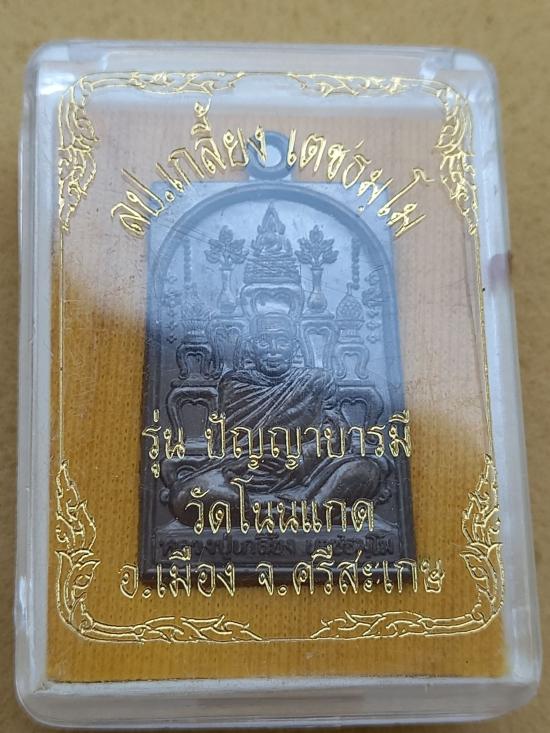 ลป.เกลี้ยง เตชธมฺโม
รุ่น ปัญญาบารมี
วัดโนนแกด
อ.เมือง จ.ศรีสะเกษ